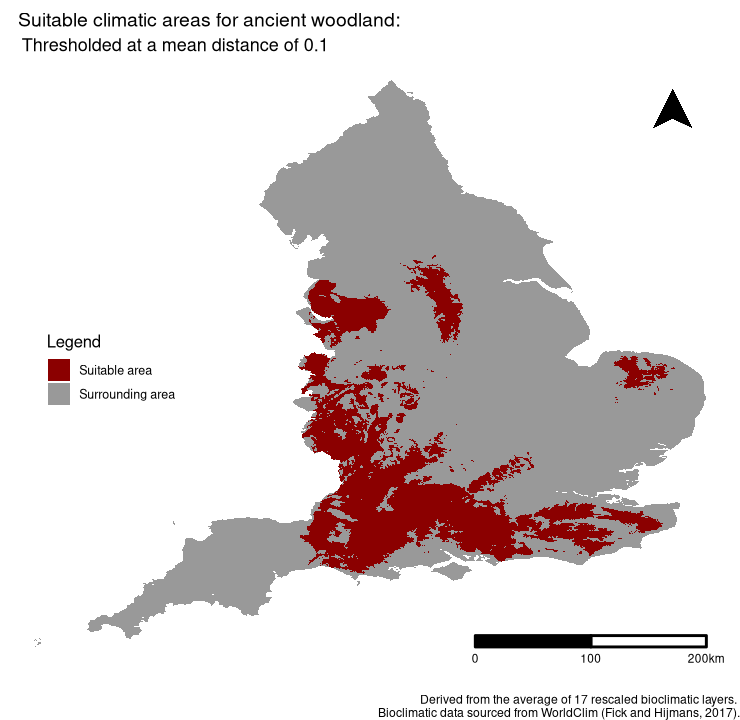 Suitable climatic areas for ancient woodland:
Thresholded at a mean distance of 0.1
Legend
Suitable area
Surrounding area
0 100 200km
Derived from the average of 17 rescaled bioclimatic layers.
Bioclimatic data sourced from WorldClim (Fick and Hijmans, 2017).